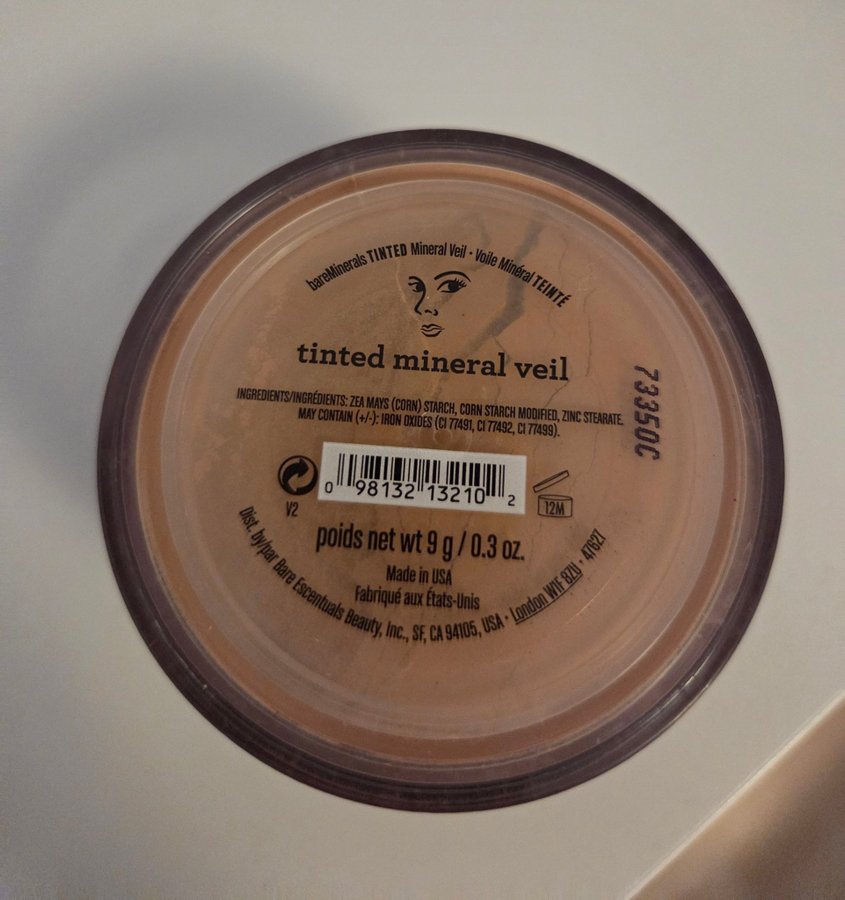 bareMinerals TINTED Mineral Veil • Voile Minéral TEINTÉ
tinted mineral veil
INGREDIENTS/INGRÉDIENTS: ZEA MAYS (CORN) STARCH, CORN STARCH MODIFIED, ZINC STEARATE.
MAY CONTAIN (+/-): IRON OXIDES (CI 77491, CI 77492, CI 77499).
73350C
0 98132 13210 2
V2
12M
poids net wt 9 g / 0.3 oz.
Made in USA
Fabriqué aux États-Unis
Dist. by/par Bare Escentuals Beauty, Inc., SF, CA 94105, USA • London W1F 8ZU • 47627